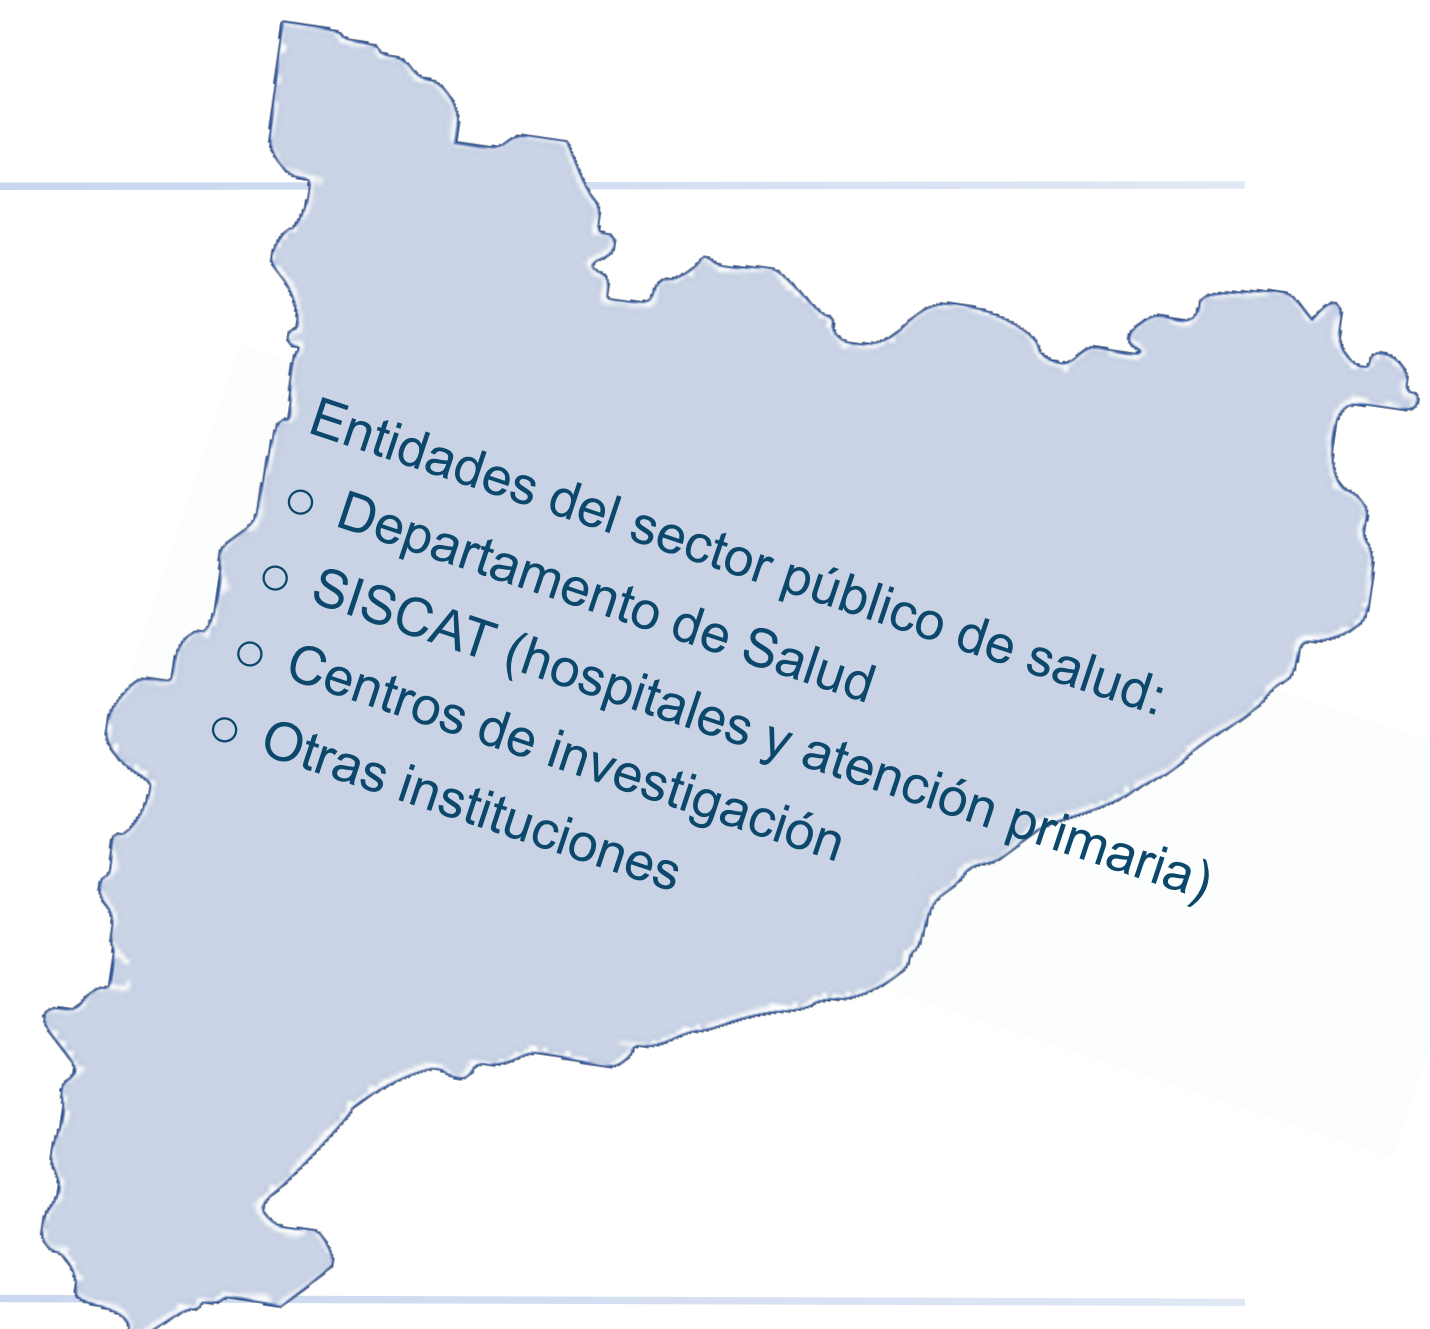 Entidades del sector público de salud:
○ Departamento de Salud
○ SISCAT (hospitales y atención primaria)
○ Centros de investigación
○ Otras instituciones